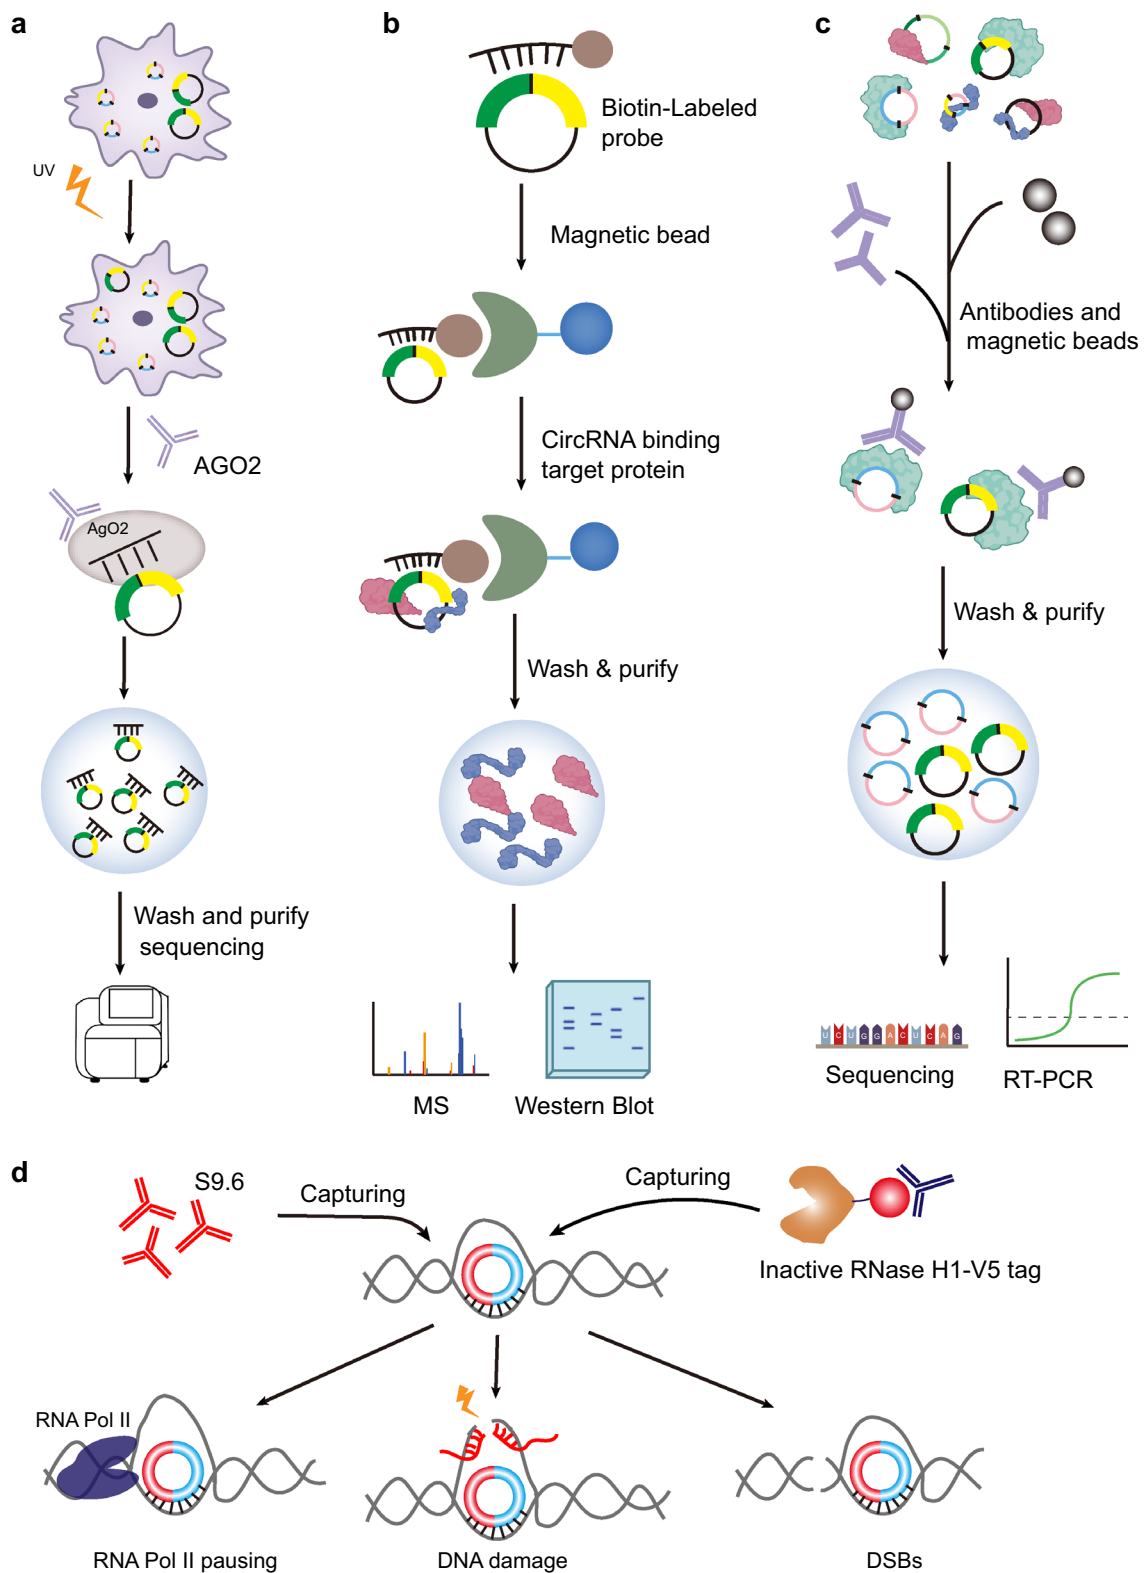 a
UV
AGO2
AgO2
Wash and purify
sequencing
b
Biotin-Labeled
probe
Magnetic bead
CircRNA binding
target protein
Wash & purify
MS
Western Blot
c
Antibodies and
magnetic beads
Wash & purify
U C U G G A C U C A G
Sequencing
RT-PCR
d
S9.6
Capturing
Capturing
Inactive RNase H1-V5 tag
RNA Pol II
RNA Pol II pausing
DNA damage
DSBs